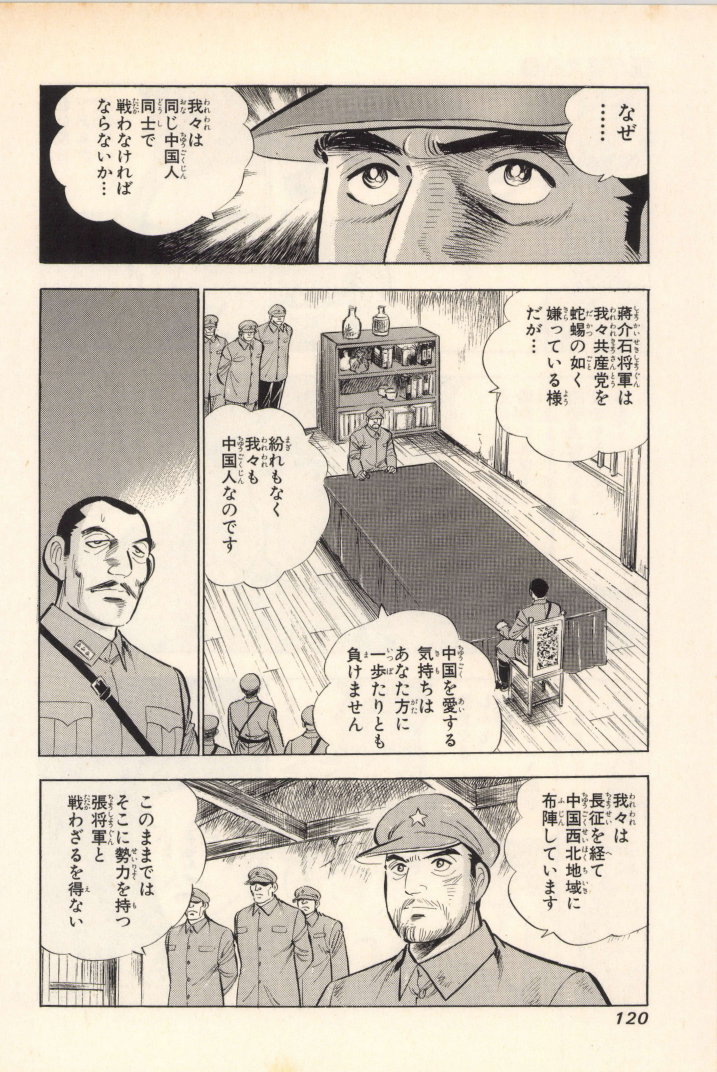 なぜ
……
我々は
同じ中国人
同士で
戦わなければ
ならないか…
蔣介石将軍は
我々共産党を
蛇蝎の如く
嫌っている様
だが…
紛れもなく
我々も
中国人なのです
中国を愛する
気持ちは
あなた方に
一歩たりとも
負けません
我々は
長征を経て
中国西北地域に
布陣しています
このままでは
そこに勢力を持つ
張将軍と
戦わざるを得ない
120